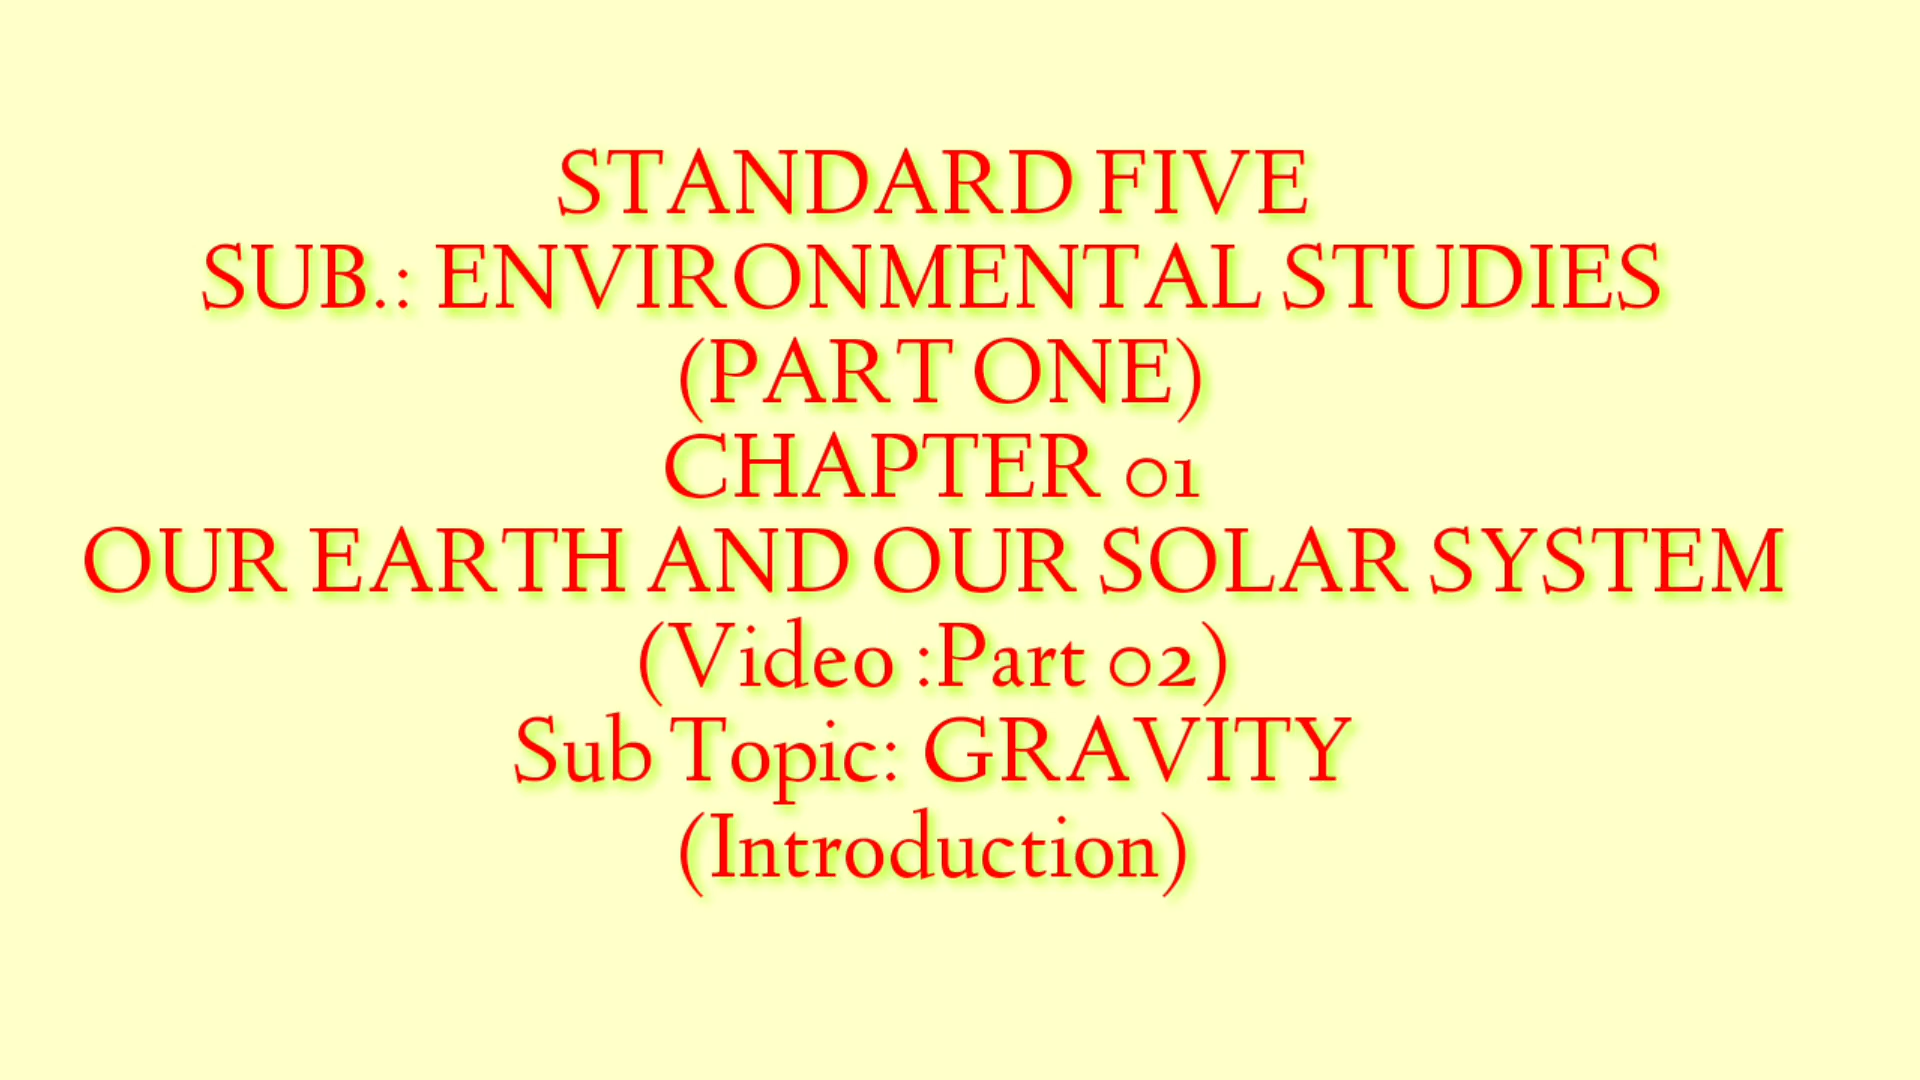 STANDARD FIVE
SUB.: ENVIRONMENTAL STUDIES
(PART ONE)
CHAPTER 01
OUR EARTH AND OUR SOLAR SYSTEM
(Video :Part 02)
Sub Topic: GRAVITY
(Introduction)